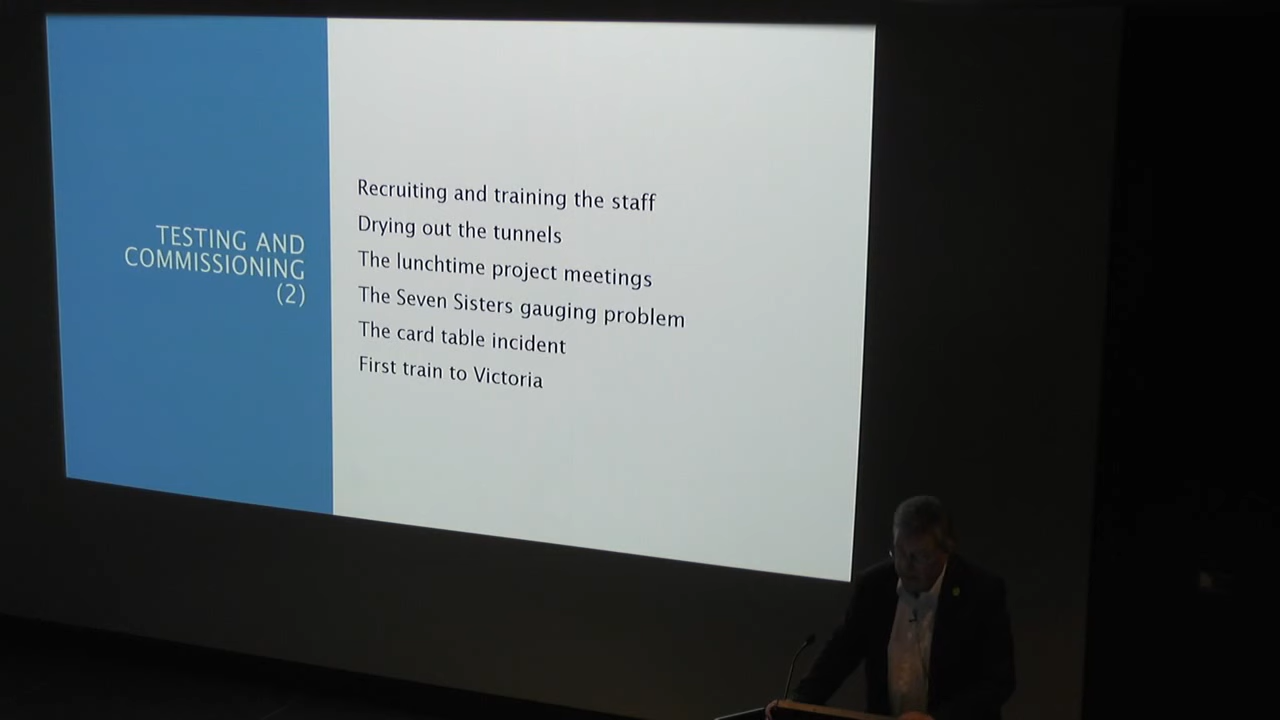 TESTING AND
COMMISSIONING
(2)
Recruiting and training the staff
Drying out the tunnels
The lunchtime project meetings
The Seven Sisters gauging problem
The card table incident
First train to Victoria